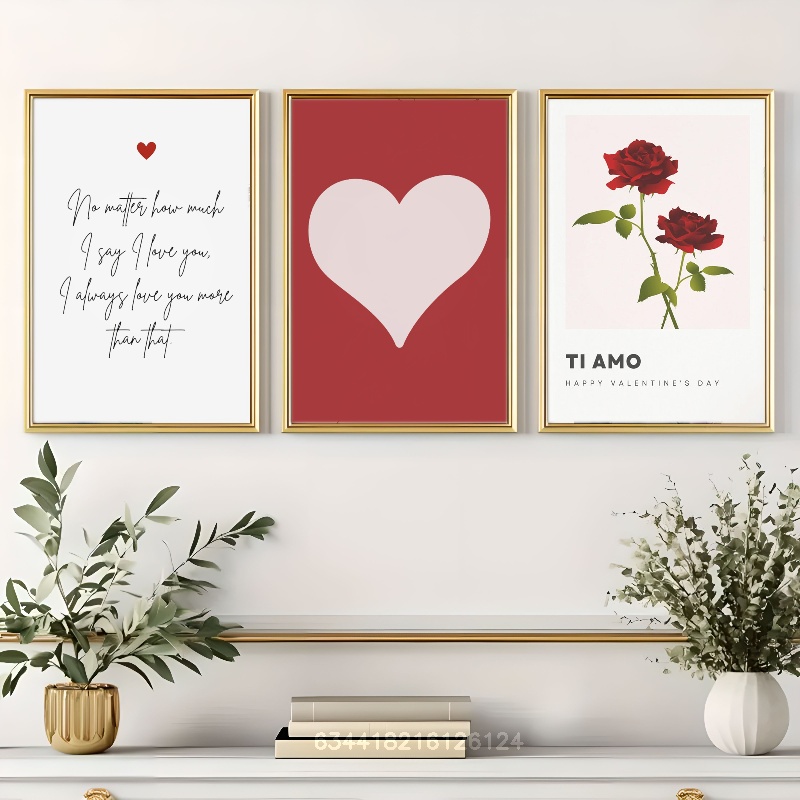 No matter how much
I say I love you,
I always love you more
than that.
TI AMO
HAPPY VALENTINE'S DAY
634418216126124